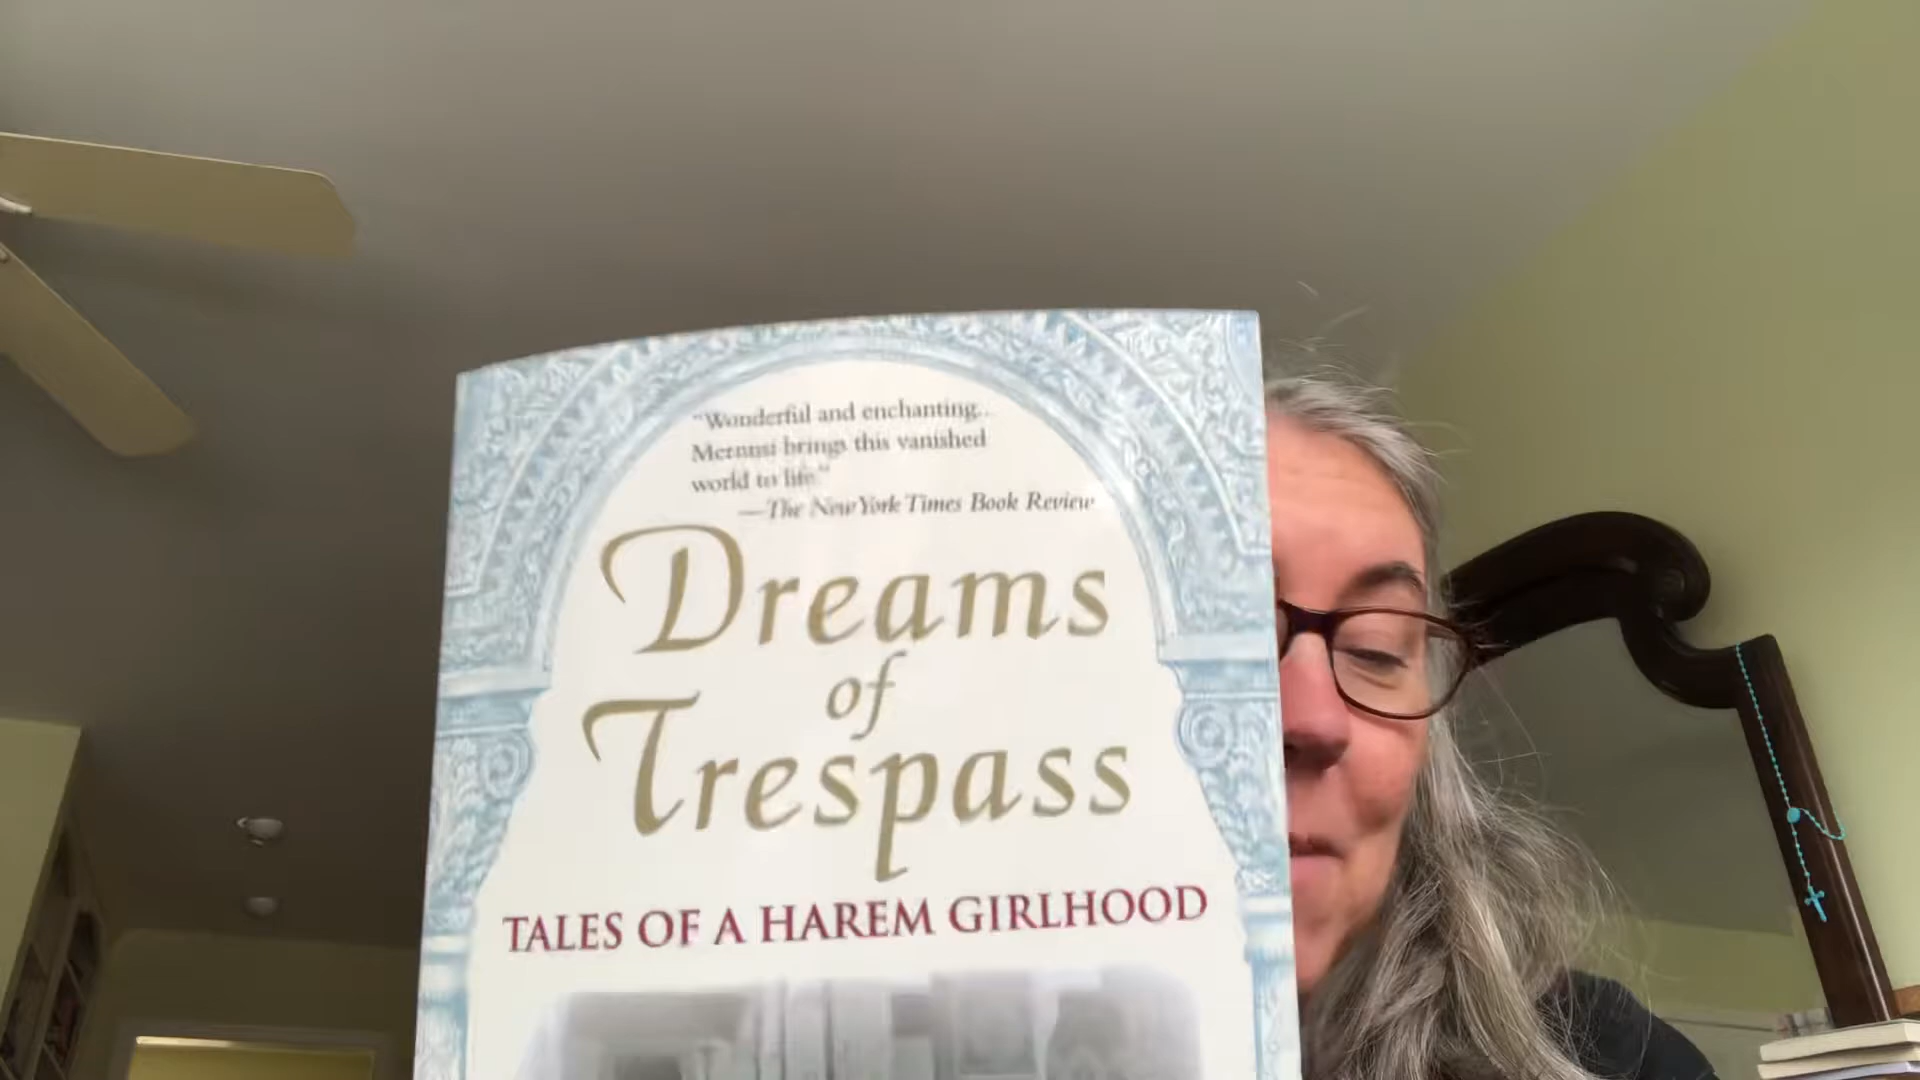 "Wonderful and enchanting...
Mernissi brings this vanished
world to life."
—The New York Times Book Review
Dreams
of
Trespass
TALES OF A HAREM GIRLHOOD